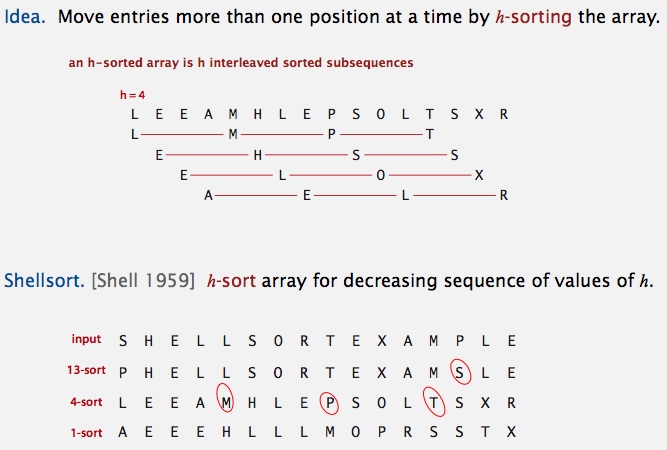 Idea. Move entries more than one position at a time by h-sorting the array.
an h-sorted array is h interleaved sorted subsequences
h=4
L E E A M H L E P S O L T S X R
L M P T
E H S S
E L O X
A E L R
Shellsort. [Shell 1959] h-sort array for decreasing sequence of values of h.
input S H E L L S O R T E X A M P L E
13-sort P H E L L S O R T E X A M S L E
4-sort L E E A M H L E P S O L T S X R
1-sort A E E E H L L L M O P R S S T X